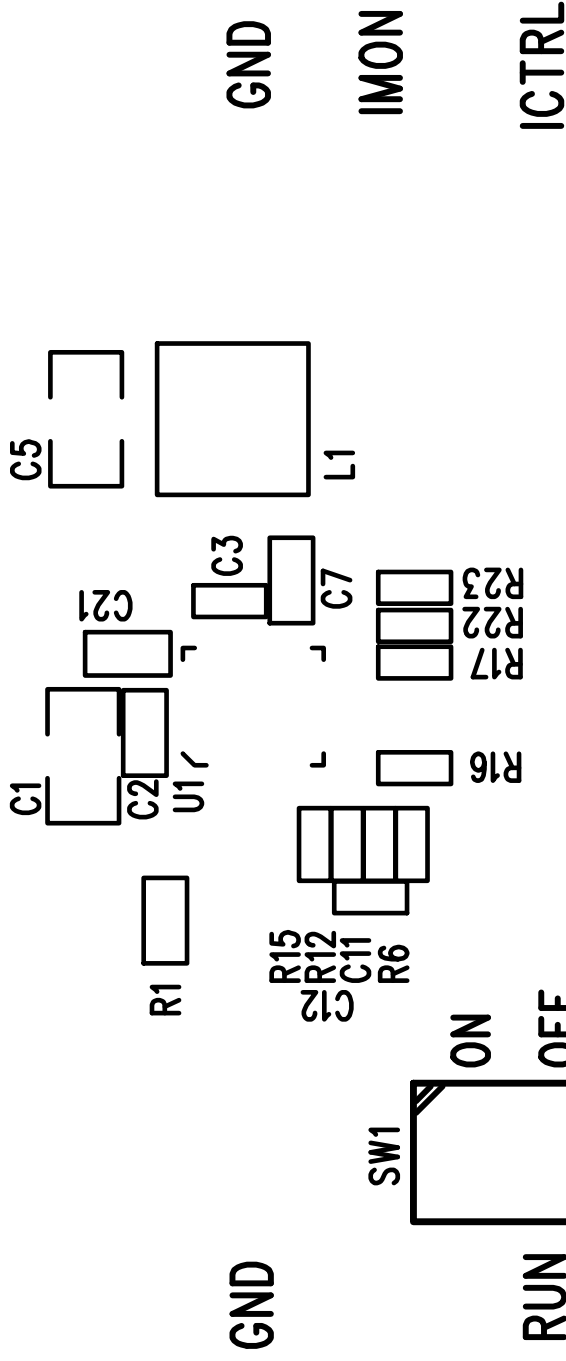 GND
IMON
ICTRL
C5
L1
C3
C7
C21
R23
R22
R17
C1
C2
U1
R16
R15
R12
C11
R6
C12
R1
ON
OFF
SW1
GND
RUN